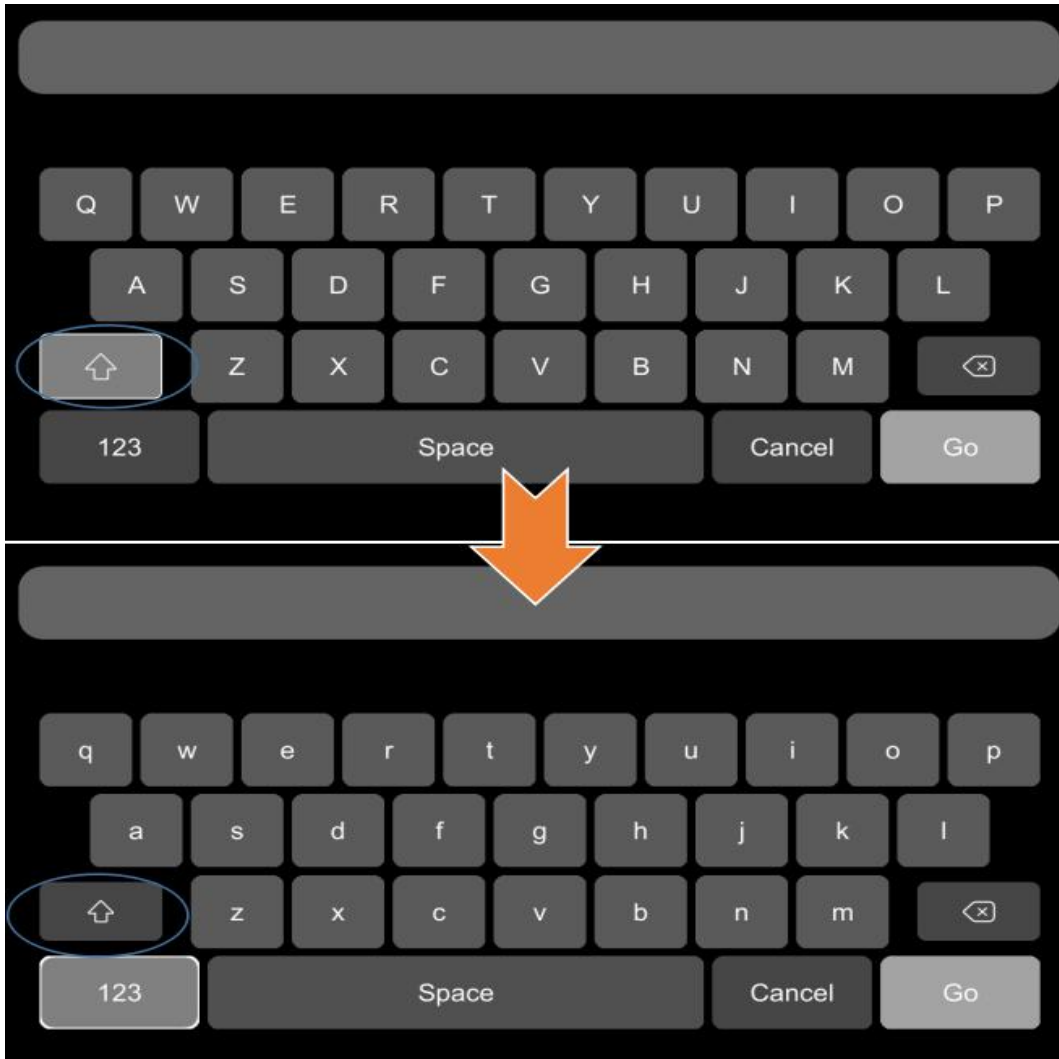 Q W E R T Y U I O P
A S D F G H J K L
Z X C V B N M
123 Space Cancel Go
q w e r t y u i o p
a s d f g h j k l
z x c v b n m
123 Space Cancel Go